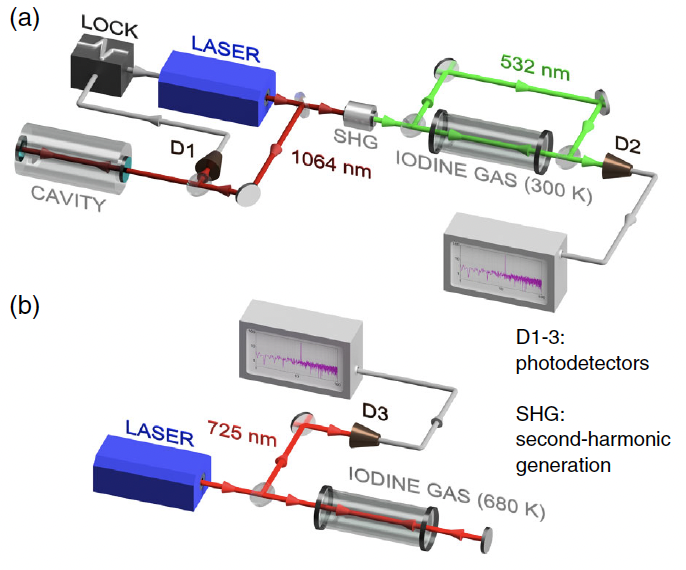 (a)
LOCK
LASER
532 nm
D1
SHG
D2
1064 nm
IODINE GAS (300 K)
CAVITY
(b)
D1-3:
photodetectors
D3
725 nm
LASER
SHG:
second-harmonic
generation
IODINE GAS (680 K)